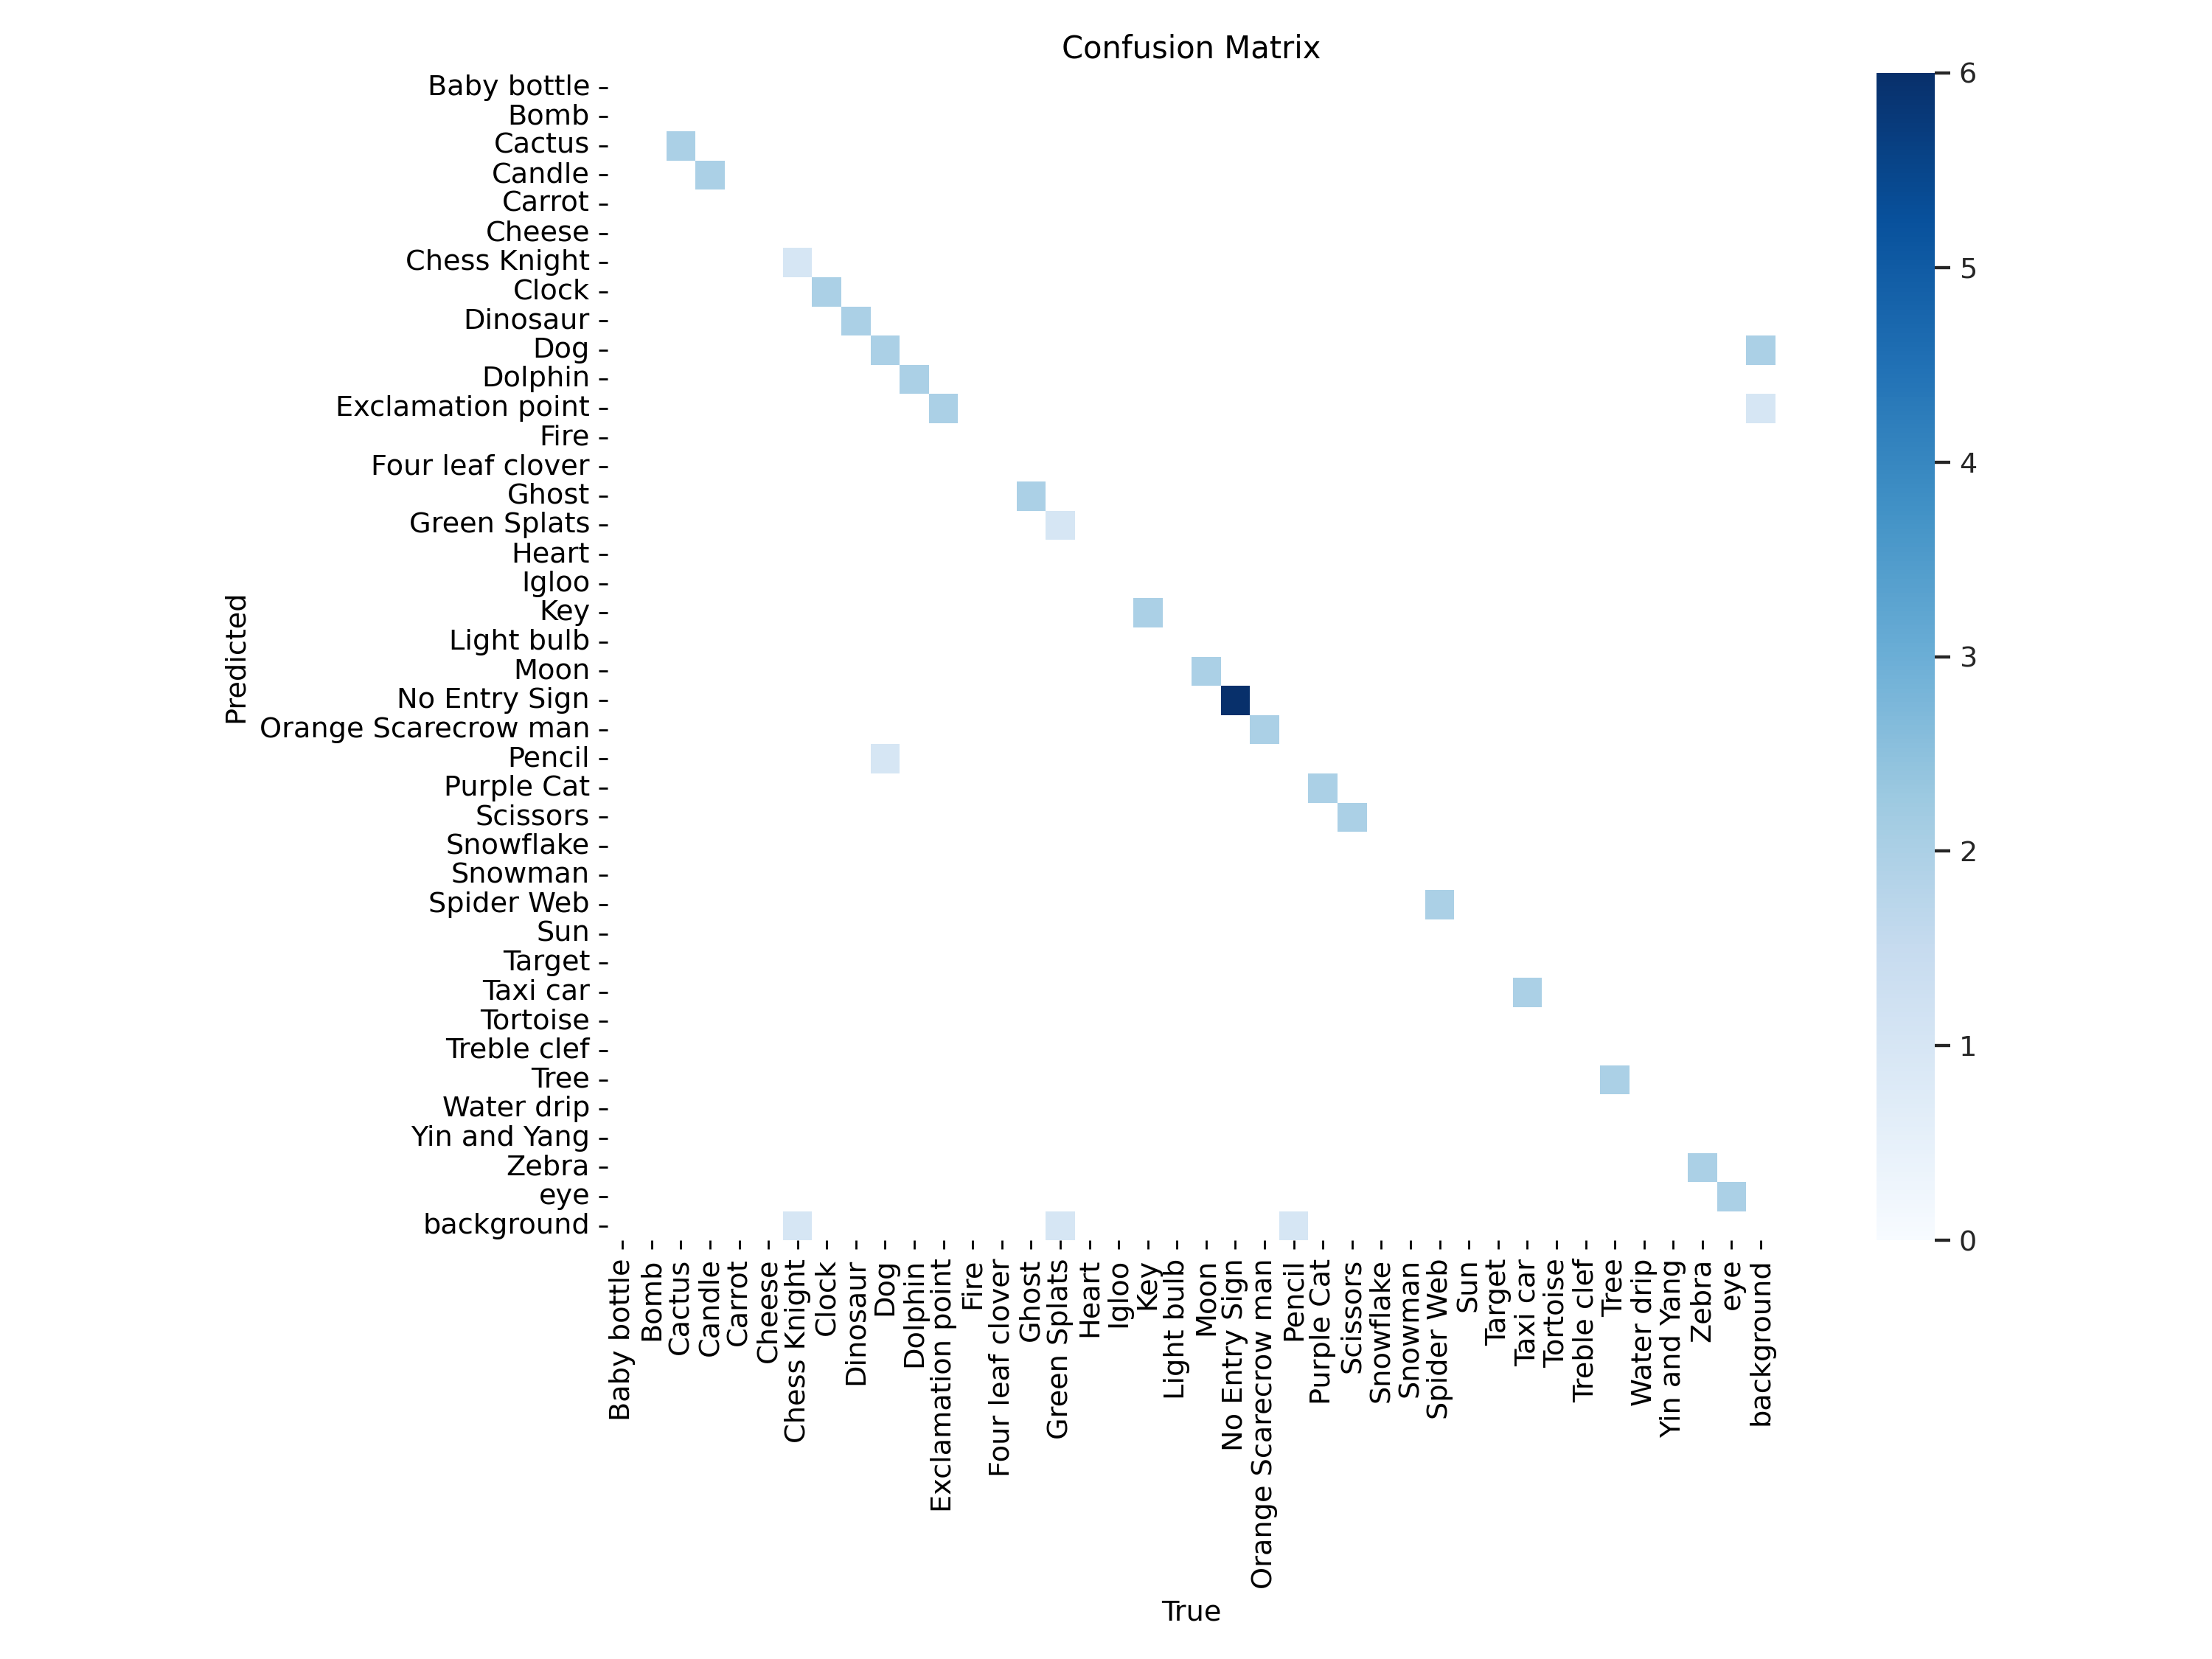 Confusion Matrix
Baby bottle
Bomb
Cactus
Candle
Carrot
Cheese
Chess Knight
Clock
Dinosaur
Dog
Dolphin
Exclamation point
Fire
Four leaf clover
Ghost
Green Splats
Heart
Igloo
Key
Light bulb
Moon
No Entry Sign
Orange Scarecrow man
Pencil
Purple Cat
Scissors
Snowflake
Snowman
Spider Web
Sun
Target
Taxi car
Tortoise
Treble clef
Tree
Water drip
Yin and Yang
Zebra
eye
background
Predicted
Baby bottle
Bomb
Cactus
Candle
Carrot
Cheese
Chess Knight
Clock
Dinosaur
Dog
Dolphin
Exclamation point
Fire
Four leaf clover
Ghost
Green Splats
Heart
Igloo
Key
Light bulb
Moon
No Entry Sign
Orange Scarecrow man
Pencil
Purple Cat
Scissors
Snowflake
Snowman
Spider Web
Sun
Target
Taxi car
Tortoise
Treble clef
Tree
Water drip
Yin and Yang
Zebra
eye
background
True
6
5
4
3
2
1
0